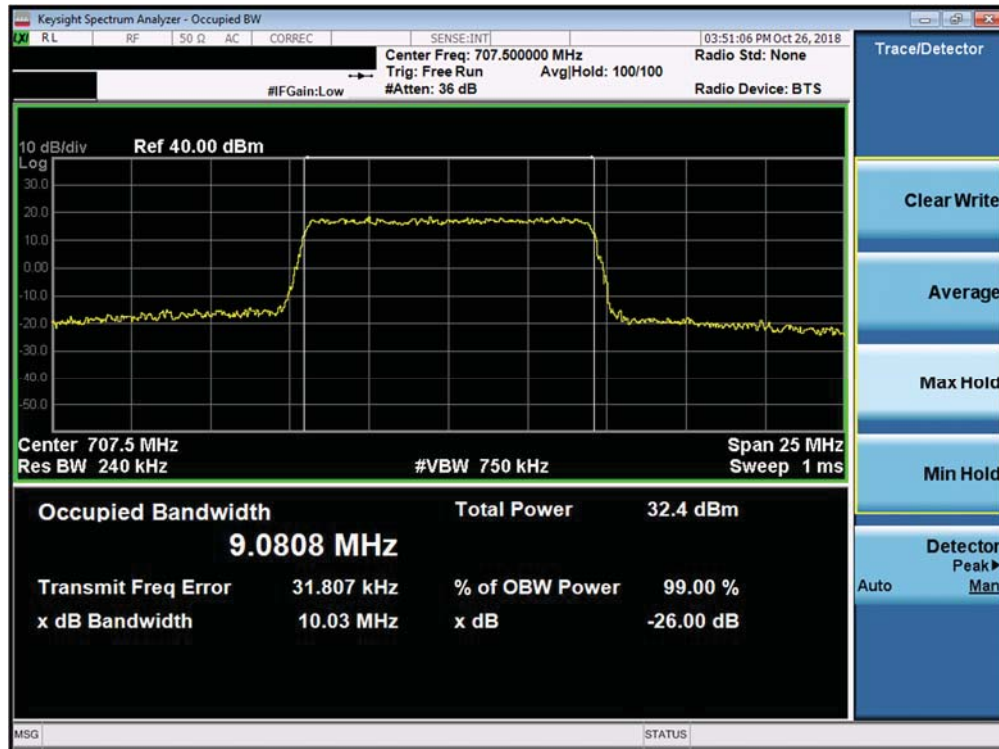 Keysight Spectrum Analyzer - Occupied BW
LXI RL RF 50 Ω AC CORREC SENSE:INT 03:51:06 PM Oct 26, 2018
Center Freq: 707.500000 MHz Radio Std: None
Trig: Free Run Avg|Hold: 100/100
#IFGain:Low #Atten: 36 dB Radio Device: BTS
Trace/Detector
10 dB/div Ref 40.00 dBm
Log
30.0
20.0
10.0
0.00
-10.0
-20.0
-30.0
-40.0
-50.0
Center 707.5 MHz Span 25 MHz
Res BW 240 kHz #VBW 750 kHz Sweep 1 ms
Clear Write
Average
Max Hold
Min Hold
Detector
Peak▶
Auto Man
Occupied Bandwidth Total Power 32.4 dBm
9.0808 MHz
Transmit Freq Error 31.807 kHz % of OBW Power 99.00 %
x dB Bandwidth 10.03 MHz x dB -26.00 dB
MSG STATUS